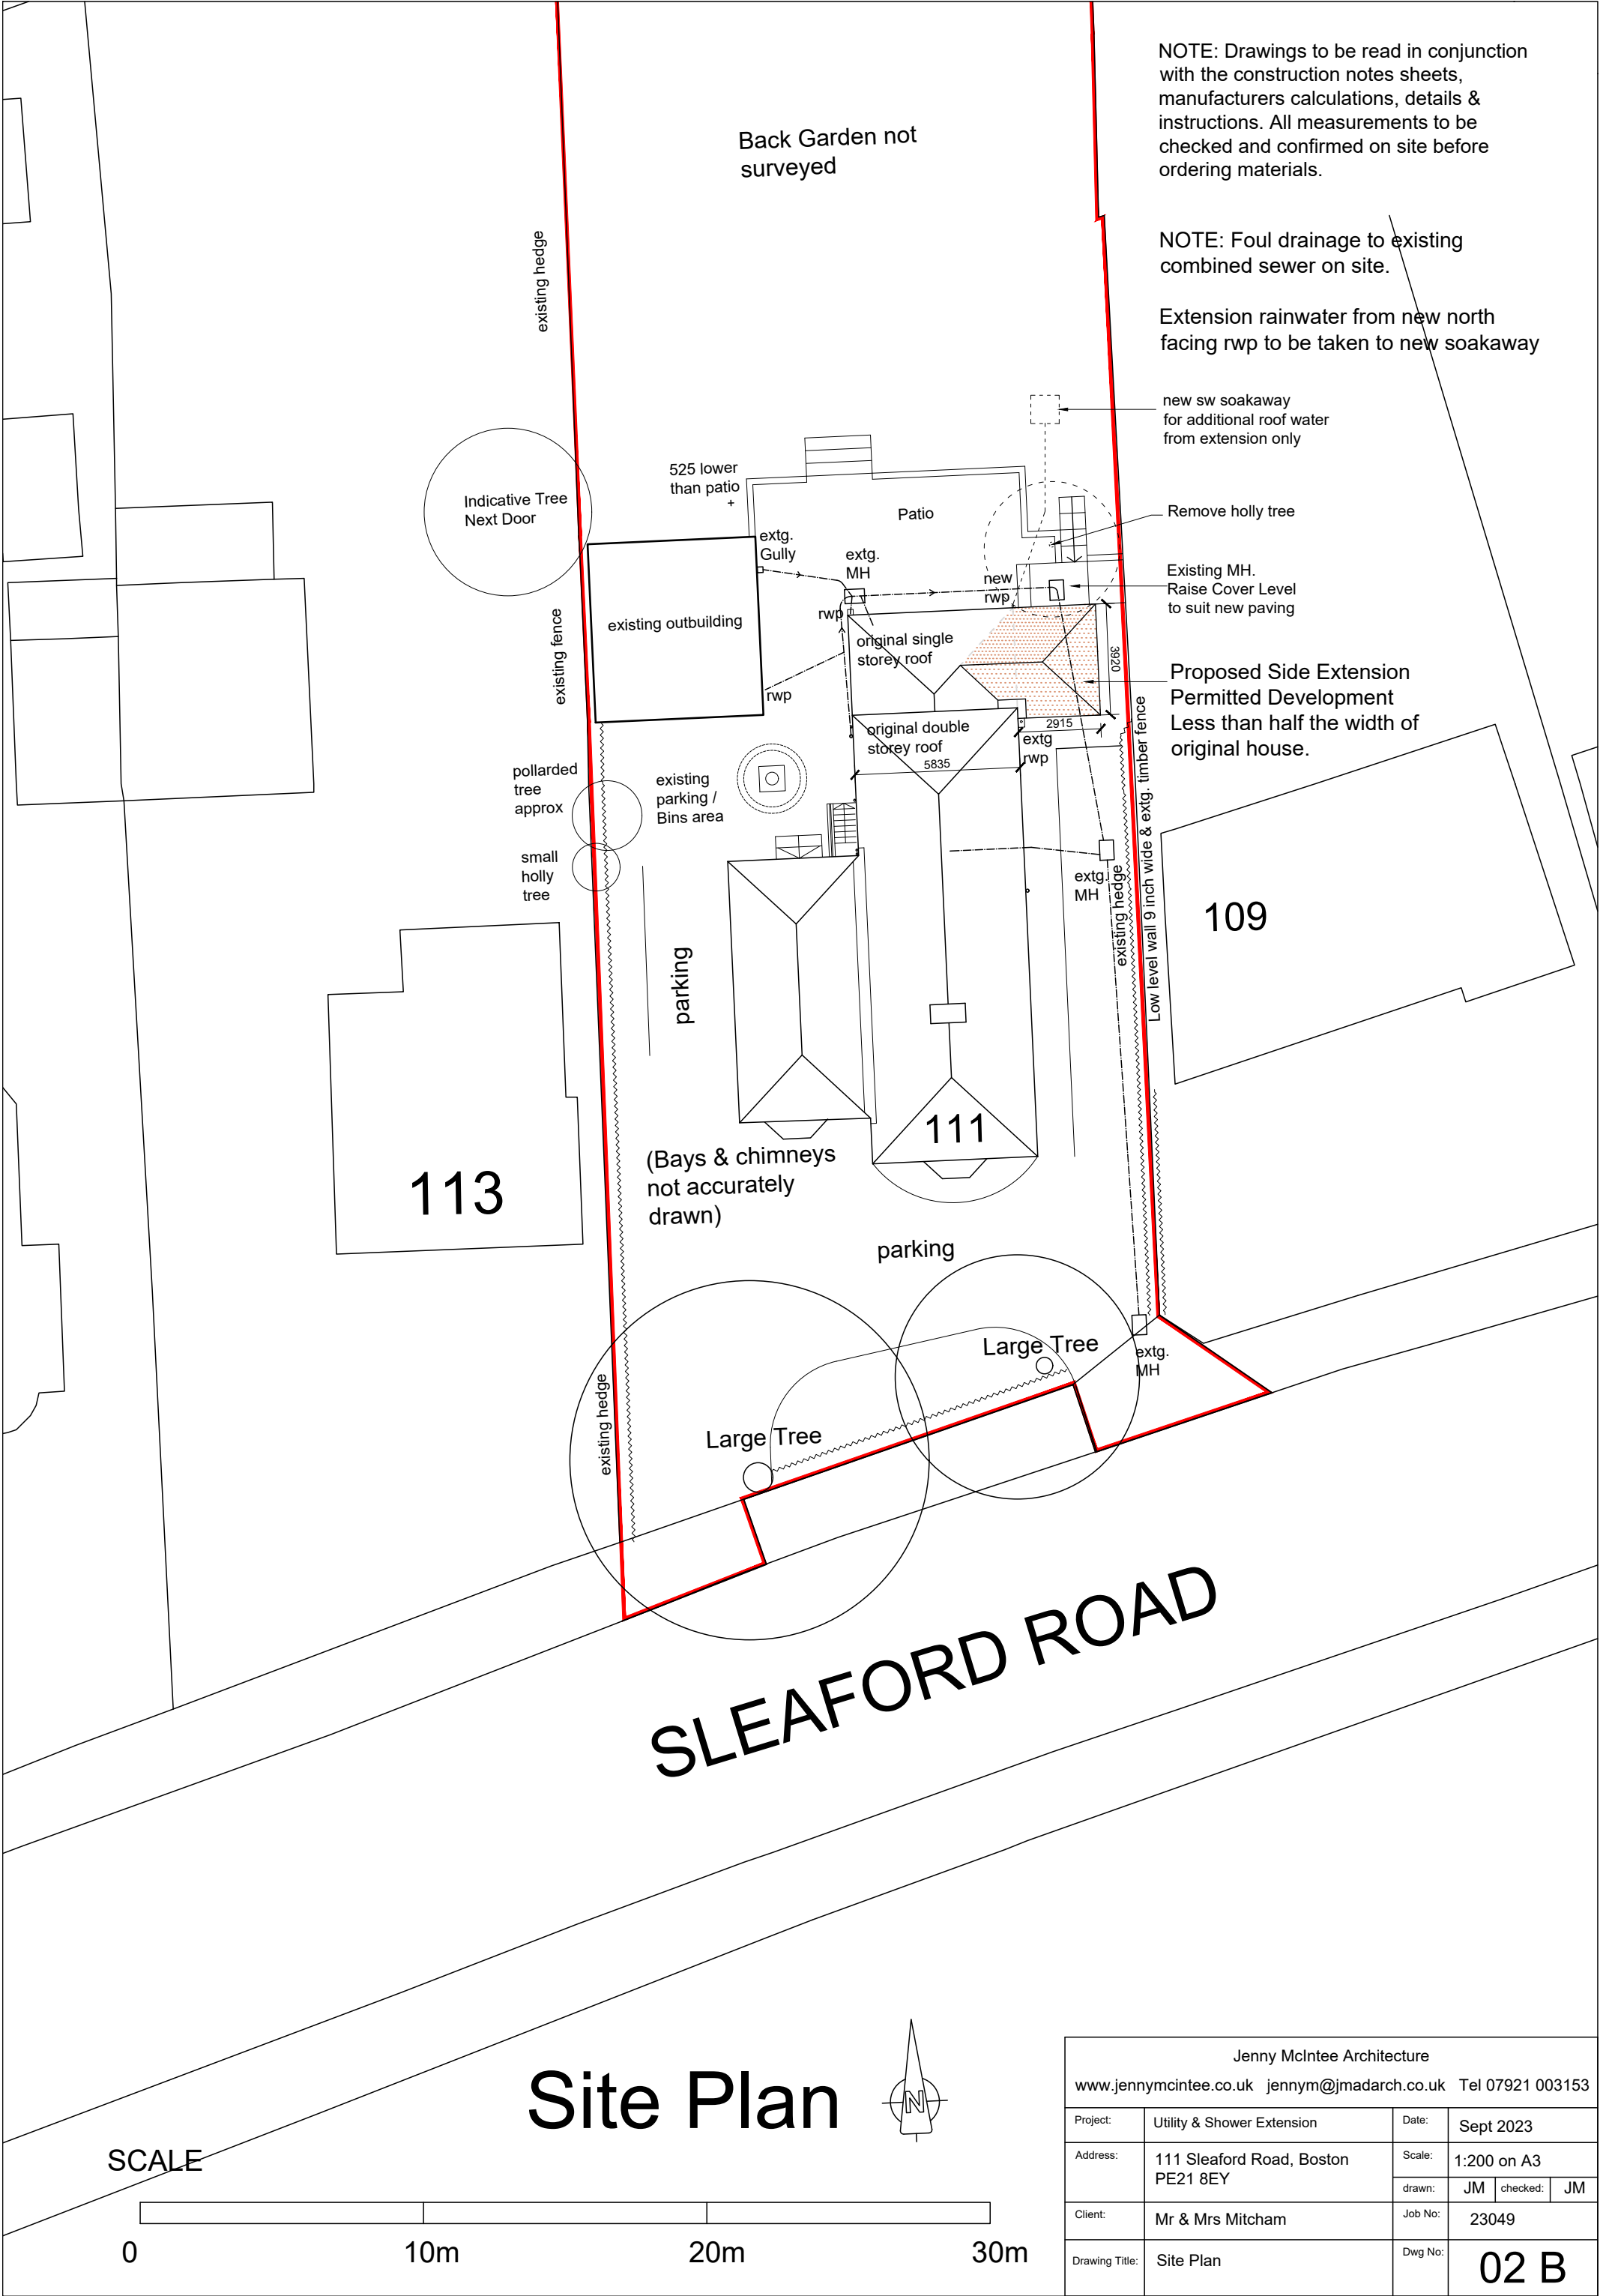 NOTE: Drawings to be read in conjunction
with the construction notes sheets,
manufacturers calculations, details &
instructions. All measurements to be
checked and confirmed on site before
ordering materials.
Back Garden not
surveyed
NOTE: Foul drainage to existing
combined sewer on site.
Extension rainwater from new north
facing rwp to be taken to new soakaway
existing hedge
new sw soakaway
for additional roof water
from extension only
525 lower
than patio
+
Indicative Tree
Next Door
Patio
Remove holly tree
extg.
Gully
extg.
MH
new
rwp
Existing MH.
Raise Cover Level
to suit new paving
rwp
existing outbuilding
existing fence
original single
storey roof
3920
rwp
Proposed Side Extension
Permitted Development
Less than half the width of
original house.
original double
storey roof
5835
2915
extg
rwp
pollarded
tree
approx
existing
parking /
Bins area
small
holly
tree
Low level wall 9 inch wide & extg. timber fence
extg.
MH
existing hedge
109
parking
111
113
(Bays & chimneys
not accurately
drawn)
parking
Large Tree
extg.
MH
Large Tree
existing hedge
SLEAFORD ROAD
Site Plan
N
SCALE
0
10m
20m
30m
Jenny McIntee Architecture
www.jennymcintee.co.uk jennym@jmadarch.co.uk Tel 07921 003153
Project: Utility & Shower Extension
Date: Sept 2023
Address: 111 Sleaford Road, Boston
PE21 8EY
Scale: 1:200 on A3
drawn: JM checked: JM
Client: Mr & Mrs Mitcham
Job No: 23049
Drawing Title: Site Plan
Dwg No: 02 B